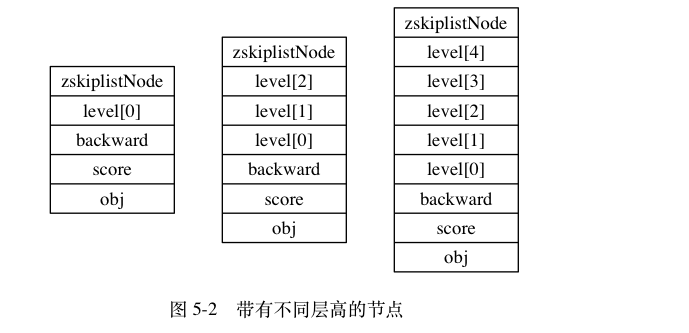 zskiplistNode
level[0]
backward
score
obj
zskiplistNode
level[2]
level[1]
level[0]
backward
score
obj
zskiplistNode
level[4]
level[3]
level[2]
level[1]
level[0]
backward
score
obj
图 5-2 带有不同层高的节点